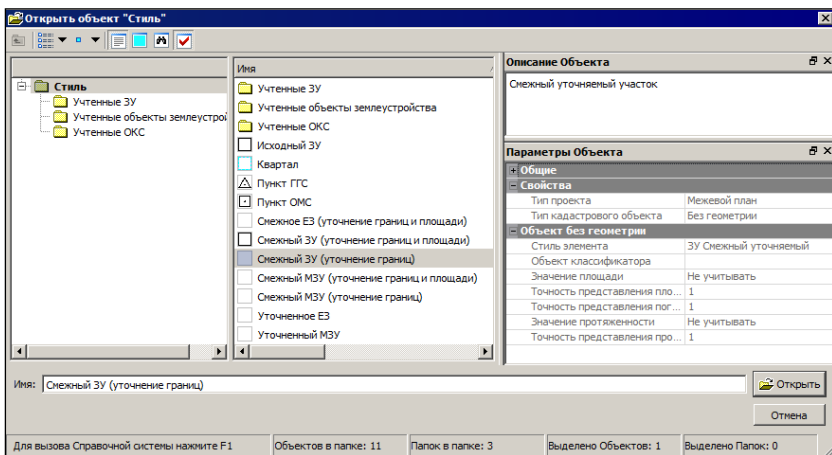 Открыть объект "Стиль"
Стиль
Учтенные ЗУ
Учтенные объекты землеустрой
Учтенные ОКС
Имя
Учтенные ЗУ
Учтенные объекты землеустройства
Учтенные ОКС
Исходный ЗУ
Квартал
Пункт ГГС
Пункт ОМС
Смежное ЕЗ (уточнение границ и площади)
Смежный ЗУ (уточнение границ и площади)
Смежный ЗУ (уточнение границ)
Смежный МЗУ (уточнение границ и площади)
Смежный МЗУ (уточнение границ)
Уточненное ЕЗ
Уточненный МЗУ
Описание Объекта
Смежный уточняемый участок
Параметры Объекта
Общие
Свойства
Тип проекта Межевой план
Тип кадастрового объекта Без геометрии
Объект без геометрии
Стиль элемента ЗУ Смежный уточняемый
Объект классификатора
Значение площади Не учитывать
Точность представления пло... 1
Точность представления пог... 1
Значение протяженности Не учитывать
Точность представления про... 1
Имя: Смежный ЗУ (уточнение границ)
Открыть
Отмена
Для вызова Справочной системы нажмите F1 Объектов в папке: 11 Папок в папке: 3 Выделено Объектов: 1 Выделено Папок: 0